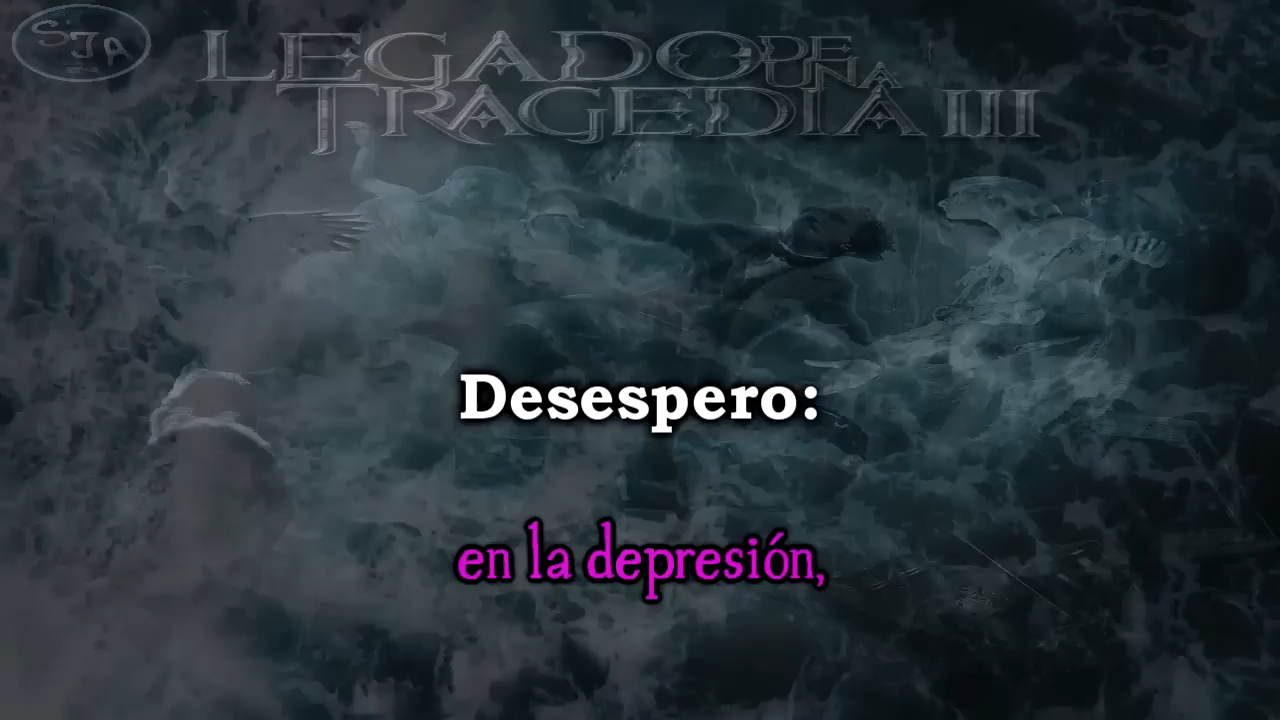 SJA
LEGADO DE UNA
TRAGEDIA III
Desespero:
en la depresión,